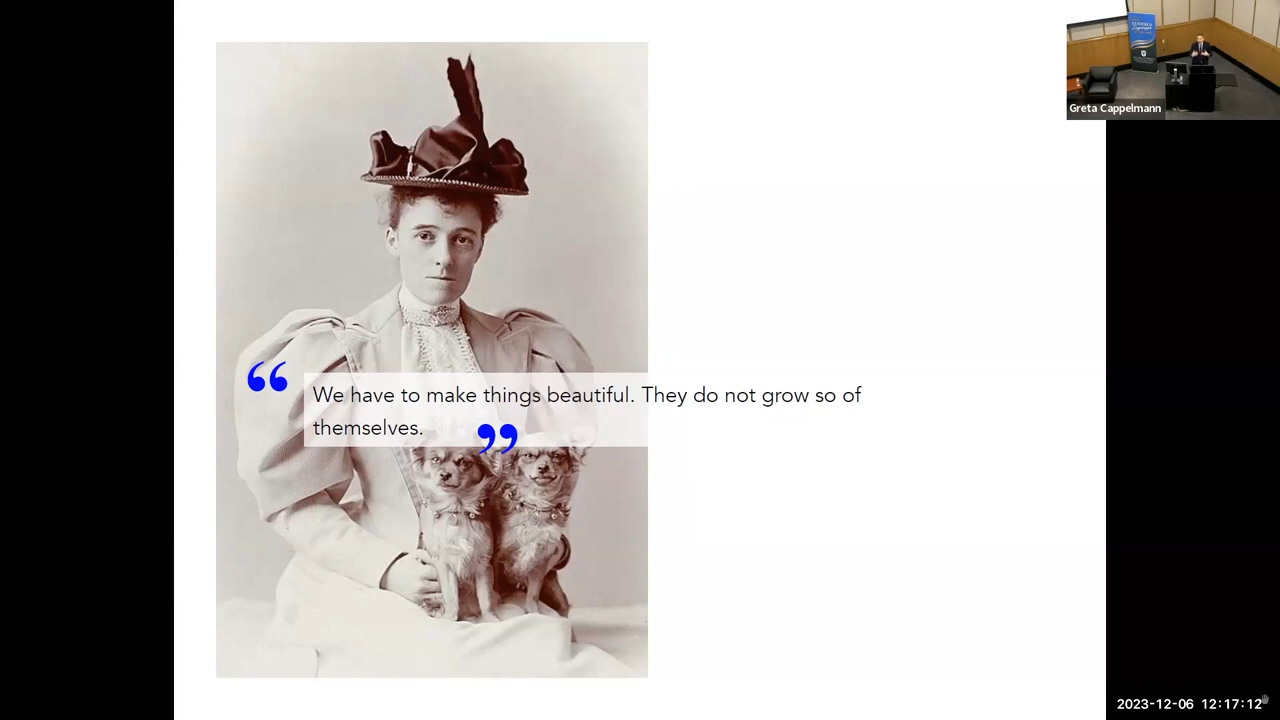 Greta Cappelmann
“
We have to make things beautiful. They do not grow so of
themselves.
”
2023-12-06 12:17:12